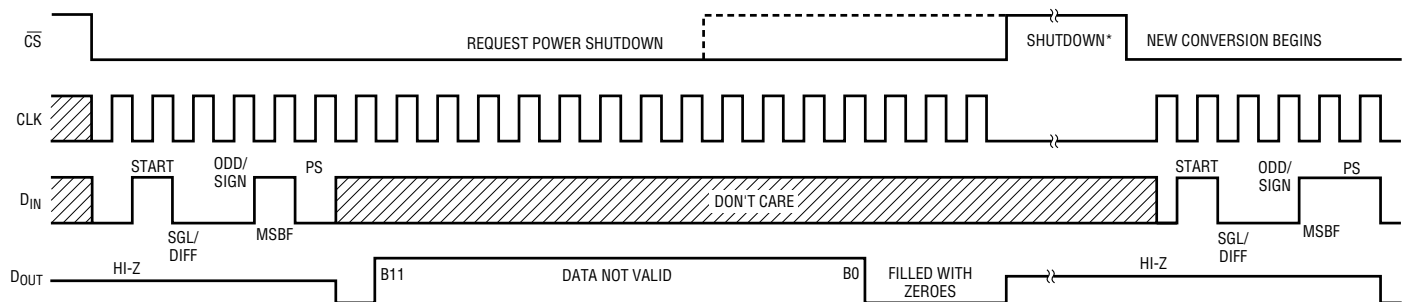 CS
REQUEST POWER SHUTDOWN
SHUTDOWN*
NEW CONVERSION BEGINS
CLK
START
ODD/
SIGN
PS
START
ODD/
SIGN
PS
DIN
DON'T CARE
SGL/
DIFF
MSBF
SGL/
DIFF
MSBF
DOUT
HI-Z
B11
DATA NOT VALID
B0
FILLED WITH
ZEROES
HI-Z